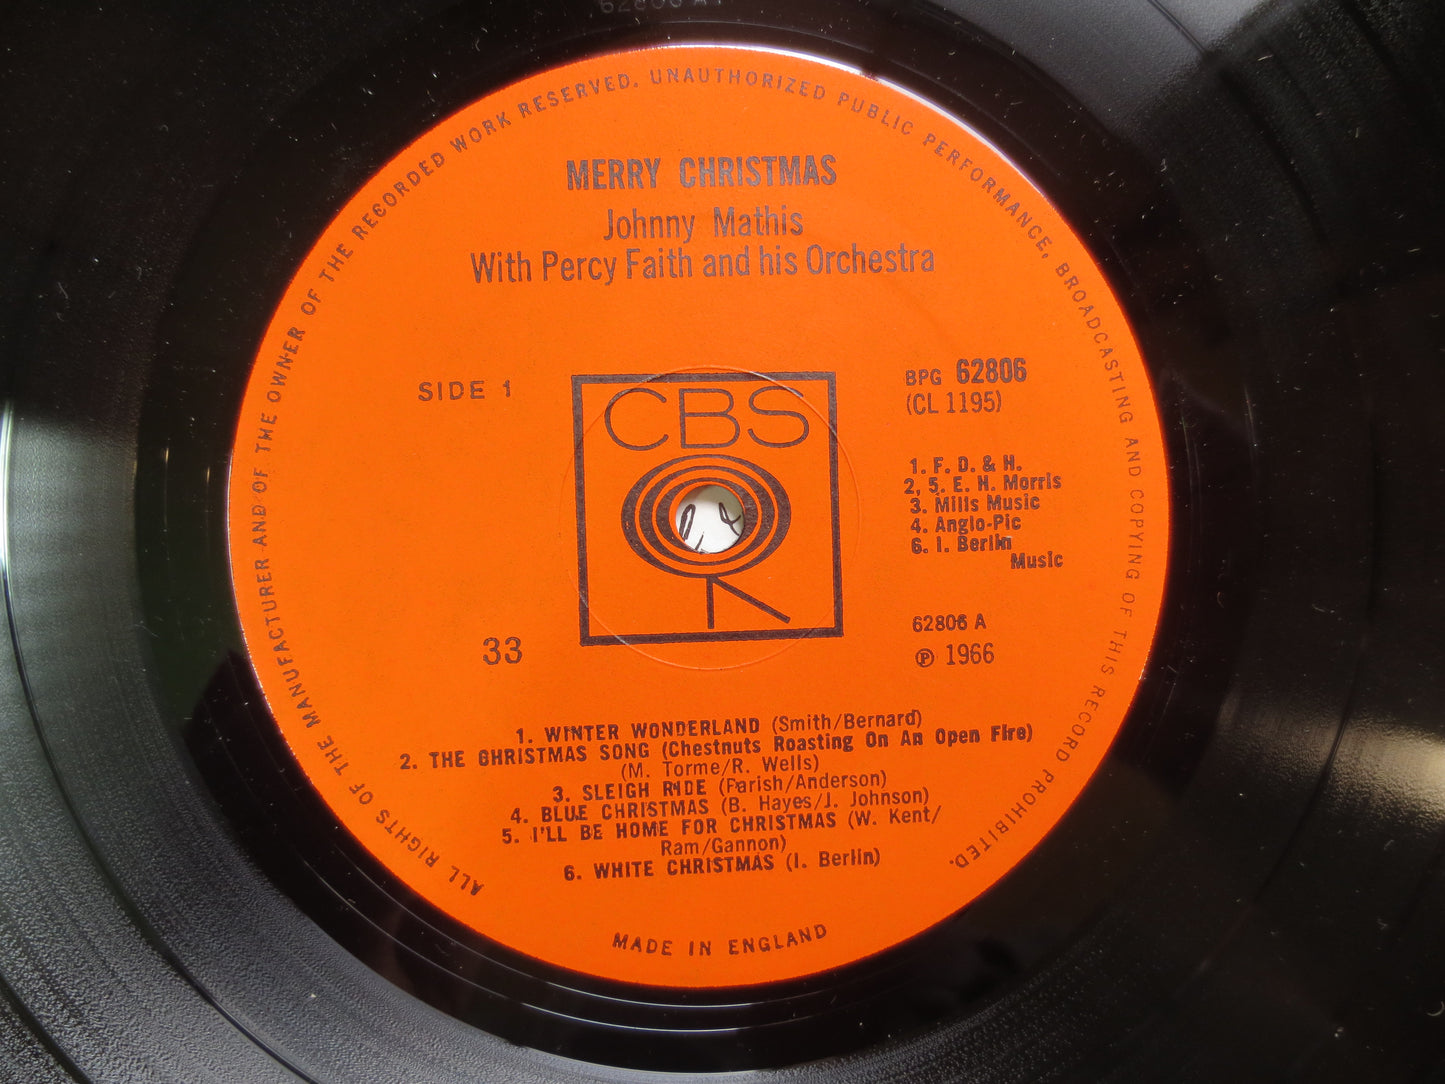 62806 A
ALL RIGHTS OF THE MANUFACTURER AND OF THE OWNER OF THE RECORDED WORK RESERVED. UNAUTHORIZED PUBLIC PERFORMANCE, BROADCASTING AND COPYING OF THIS RECORD PROHIBITED.
MERRY CHRISTMAS
Johnny Mathis
With Percy Faith and his Orchestra
SIDE 1
CBS
BPG 62806
(CL 1195)
1. F. D. & H.
2, 5. E. H. Morris
3. Mills Music
4. Anglo-Pic
6. I. Berlin
Music
33
62806 A
℗ 1966
1. WINTER WONDERLAND (Smith/Bernard)
2. THE GHRISTMAS SONG (Chestnuts Roasting On An Open Fire)
(M. Torme/R. Wells)
3. SLEIGH RIDE (Farish/Anderson)
4. BLUE CHRISTMAS (B. Hayes/J. Johnson)
5. I'LL BE HOME FOR CHRISTMAS (W. Kent/
Ram/Gannon)
6. WHITE CHRISTMAS (I. Berlin)
MADE IN ENGLAND